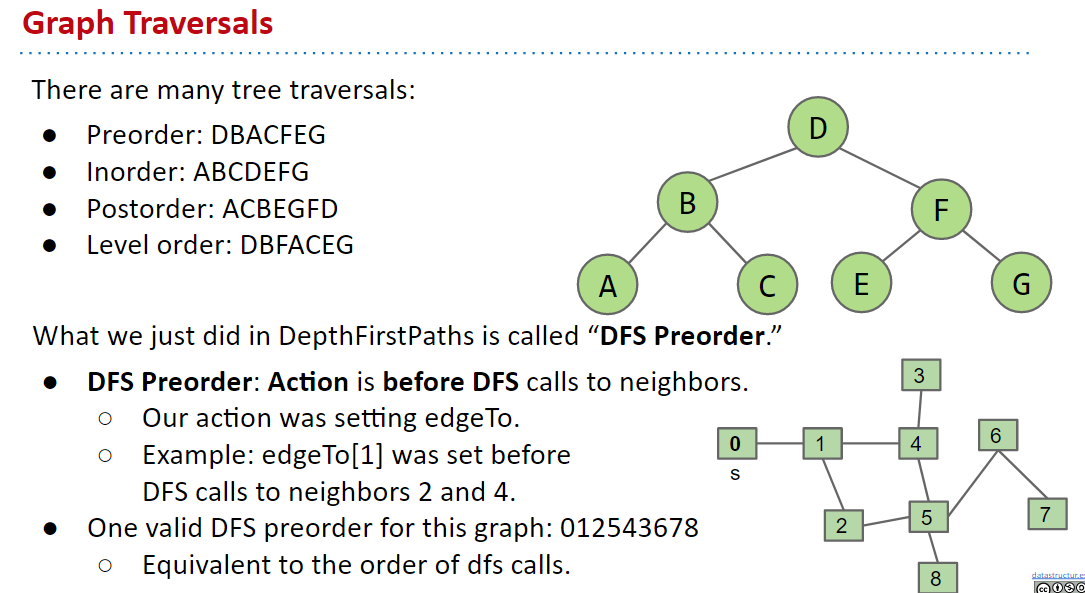 Graph Traversals
There are many tree traversals:
● Preorder: DBACFEG
● Inorder: ABCDEFG
● Postorder: ACBEGFD
● Level order: DBFACEG
D
B
F
A
C
E
G
What we just did in DepthFirstPaths is called “DFS Preorder.”
● DFS Preorder: Action is before DFS calls to neighbors.
○ Our action was setting edgeTo.
○ Example: edgeTo[1] was set before
DFS calls to neighbors 2 and 4.
● One valid DFS preorder for this graph: 012543678
○ Equivalent to the order of dfs calls.
3
0
1
4
6
s
2
5
7
8
datastructur.es
cc